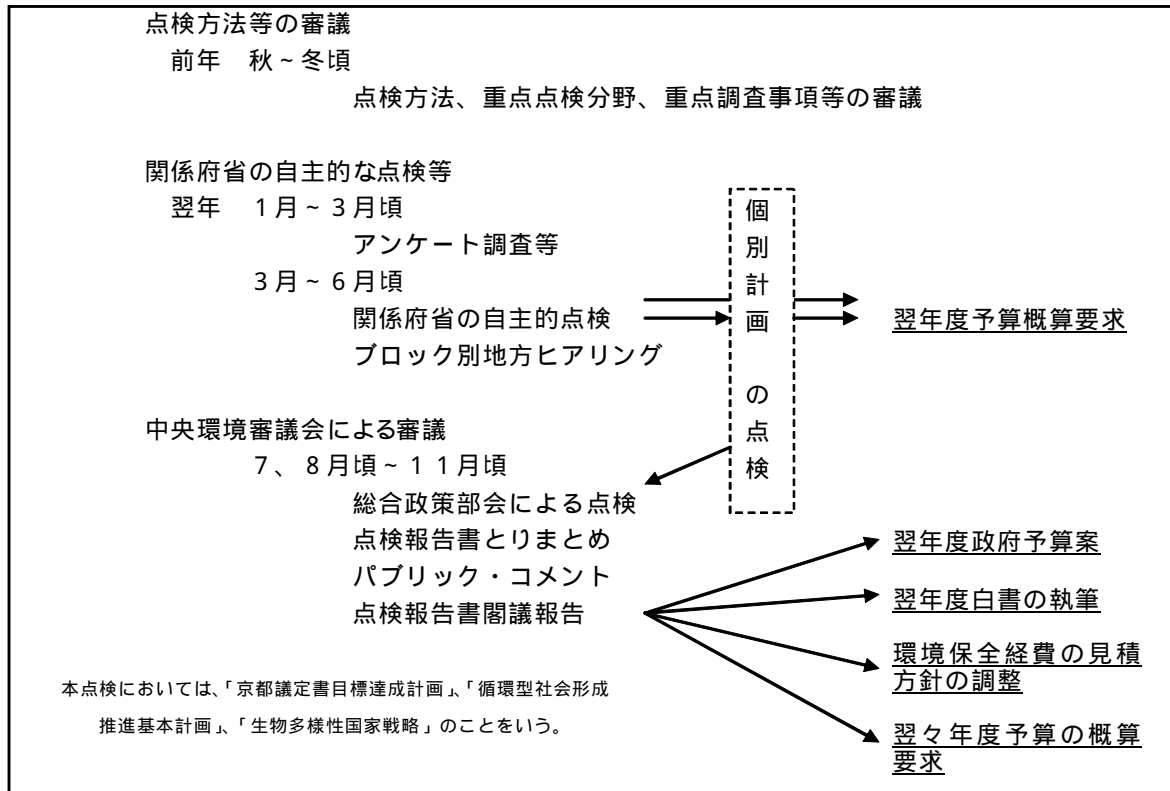 点検方法等の審議
前年 秋~冬頃
点検方法、重点点検分野、重点調査事項等の審議
関係府省の自主的な点検等
翌年 1月~3月頃
アンケート調査等
3月~6月頃
関係府省の自主的点検
ブロック別地方ヒアリング
個別計画 の点検
翌年度予算概算要求
中央環境審議会による審議
7、8月頃~11月頃
総合政策部会による点検
点検報告書とりまとめ
パブリック・コメント
点検報告書閣議報告
翌年度政府予算案
翌年度白書の執筆
環境保全経費の見積
方針の調整
翌々年度予算の概算
要求
本点検においては、「京都議定書目標達成計画」、「循環型社会形成
推進基本計画」、「生物多様性国家戦略」のことをいう。